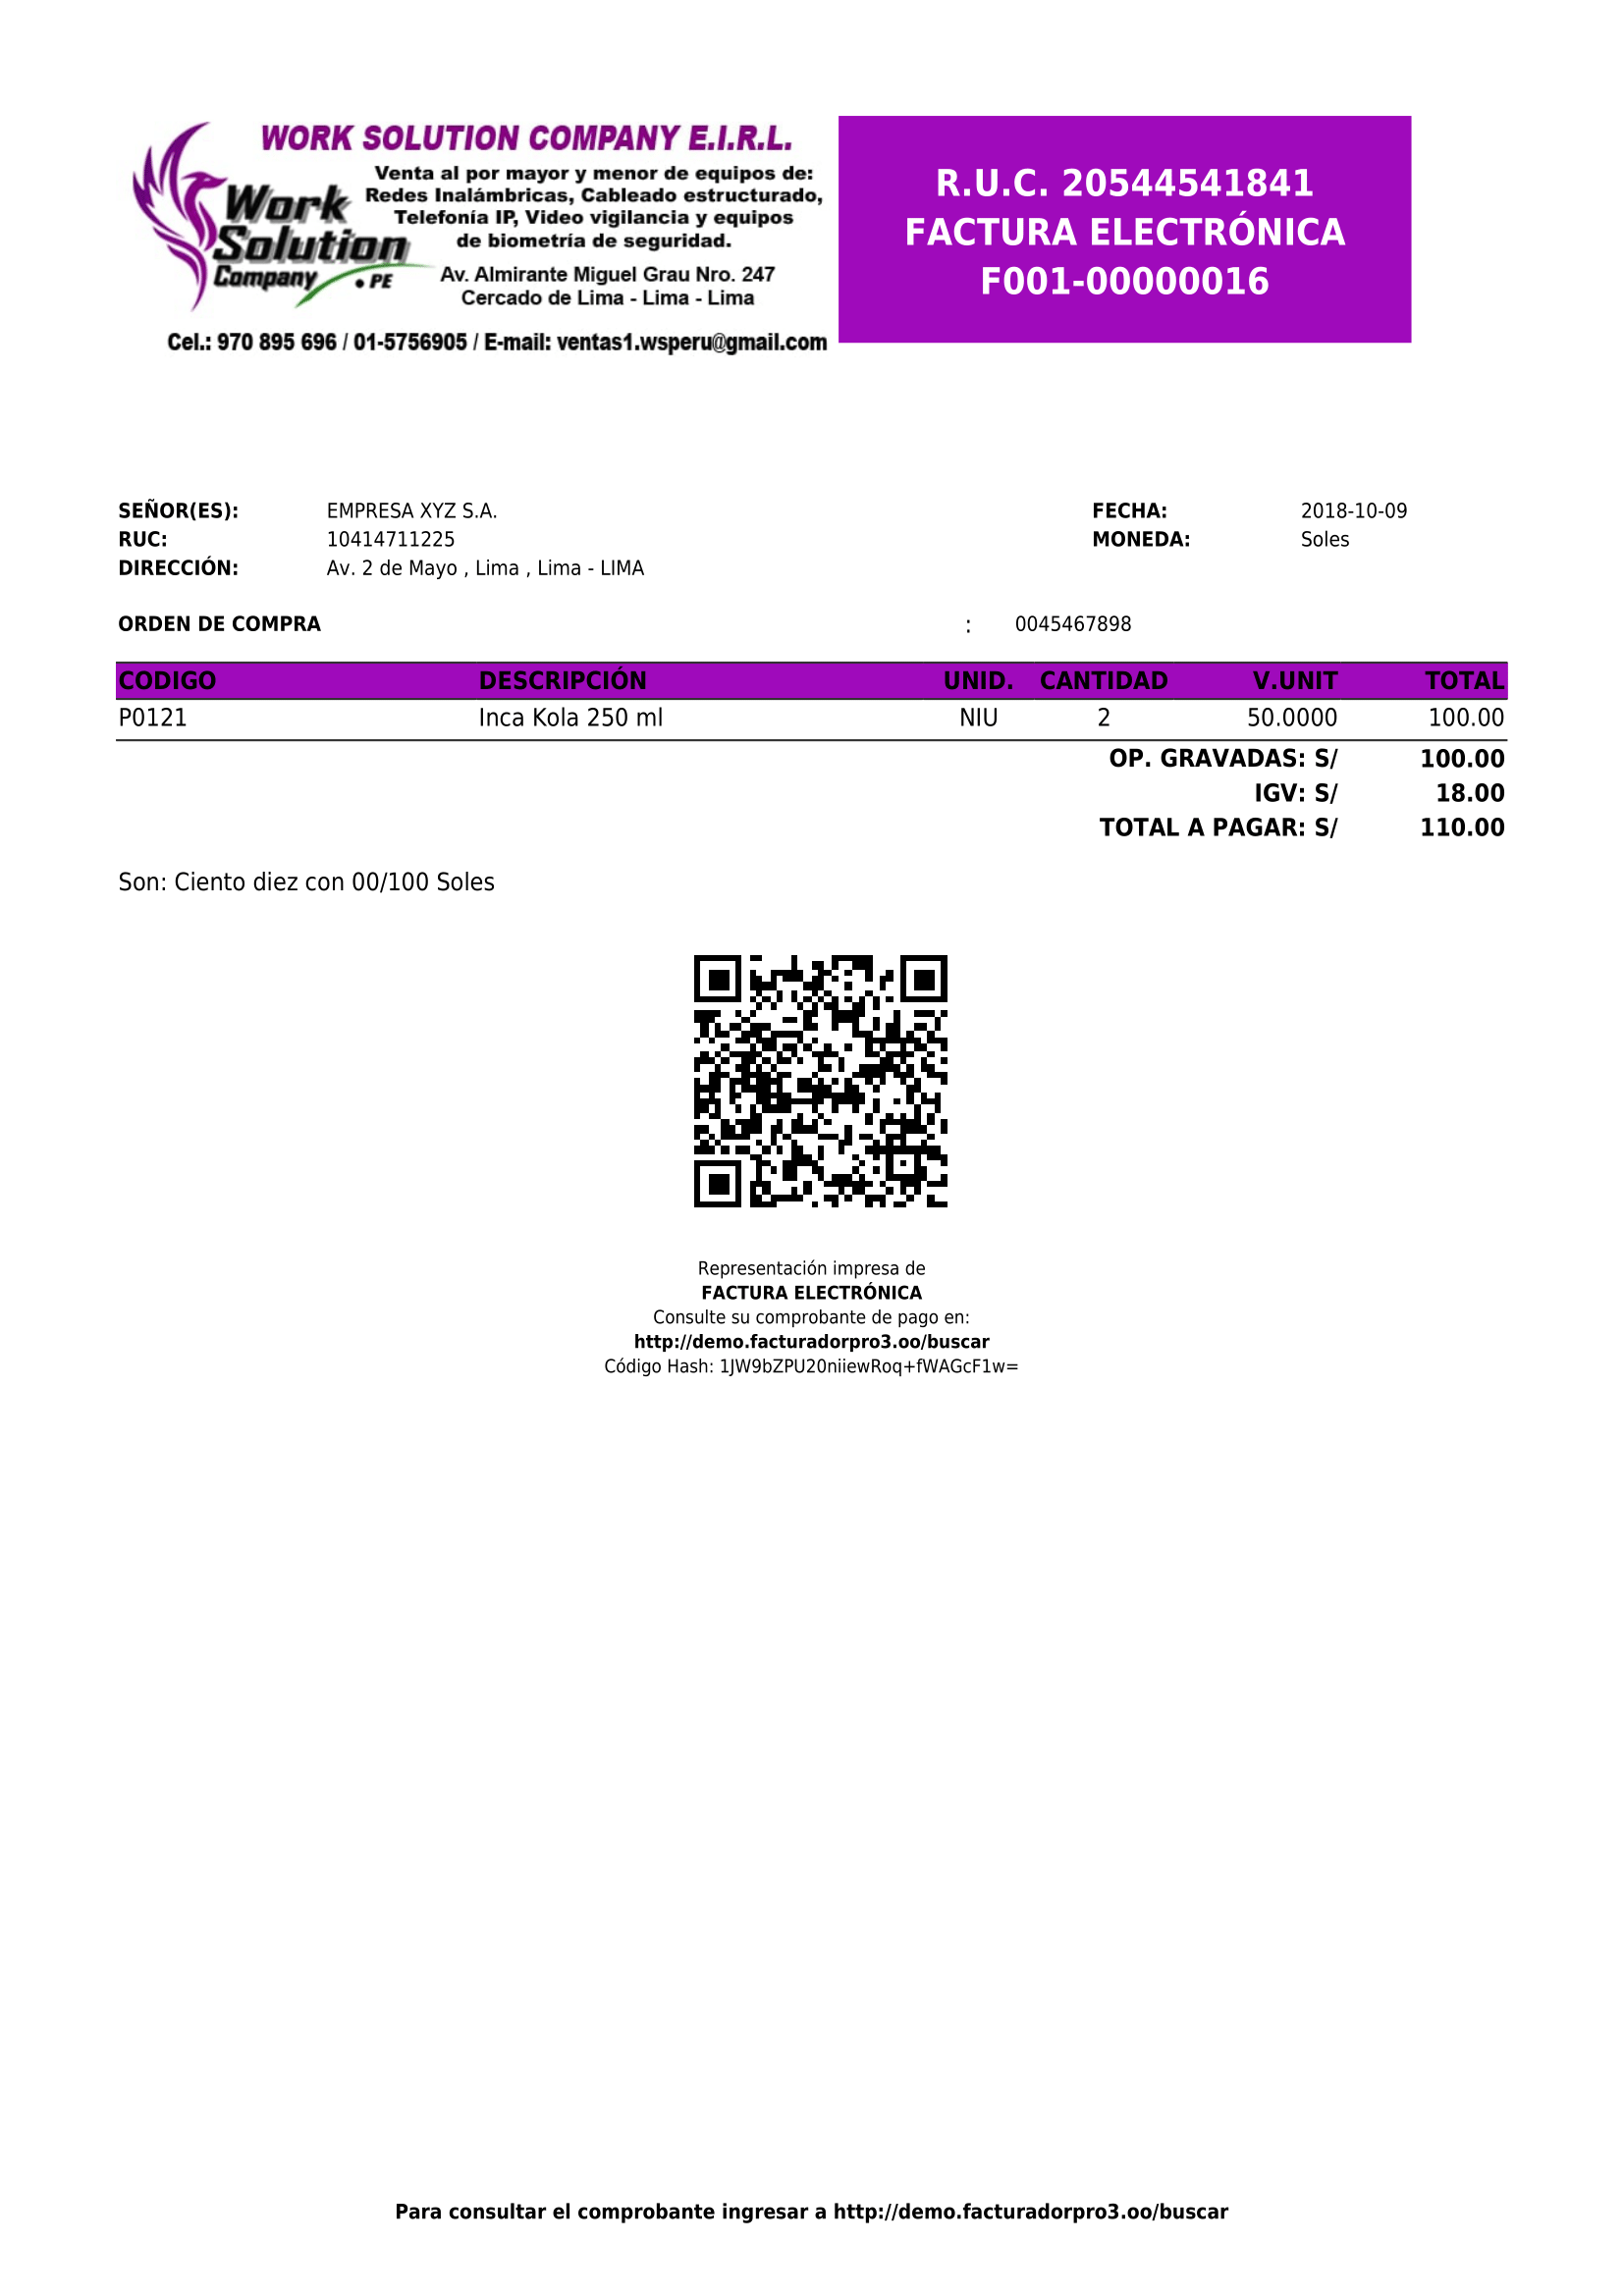 WORK SOLUTION COMPANY E.I.R.L.
Venta al por mayor y menor de equipos de:
Redes Inalámbricas, Cableado estructurado,
Telefonía IP, Video vigilancia y equipos
de biometría de seguridad.
Work
Solution
Company .PE
Av. Almirante Miguel Grau Nro. 247
Cercado de Lima - Lima - Lima
Cel.: 970 895 696 / 01-5756905 / E-mail: ventas1.wsperu@gmail.com
R.U.C. 20544541841
FACTURA ELECTRÓNICA
F001-00000016
SEÑOR(ES): EMPRESA XYZ S.A. FECHA: 2018-10-09
RUC: 10414711225 MONEDA: Soles
DIRECCIÓN: Av. 2 de Mayo , Lima , Lima - LIMA
ORDEN DE COMPRA : 0045467898
CODIGO DESCRIPCIÓN UNID. CANTIDAD V.UNIT TOTAL
P0121 Inca Kola 250 ml NIU 2 50.0000 100.00
OP. GRAVADAS: S/ 100.00
IGV: S/ 18.00
TOTAL A PAGAR: S/ 110.00
Son: Ciento diez con 00/100 Soles
Representación impresa de
FACTURA ELECTRÓNICA
Consulte su comprobante de pago en:
http://demo.facturadorpro3.oo/buscar
Código Hash: 1JW9bZPU20niiewRoq+fWAGcF1w=
Para consultar el comprobante ingresar a http://demo.facturadorpro3.oo/buscar